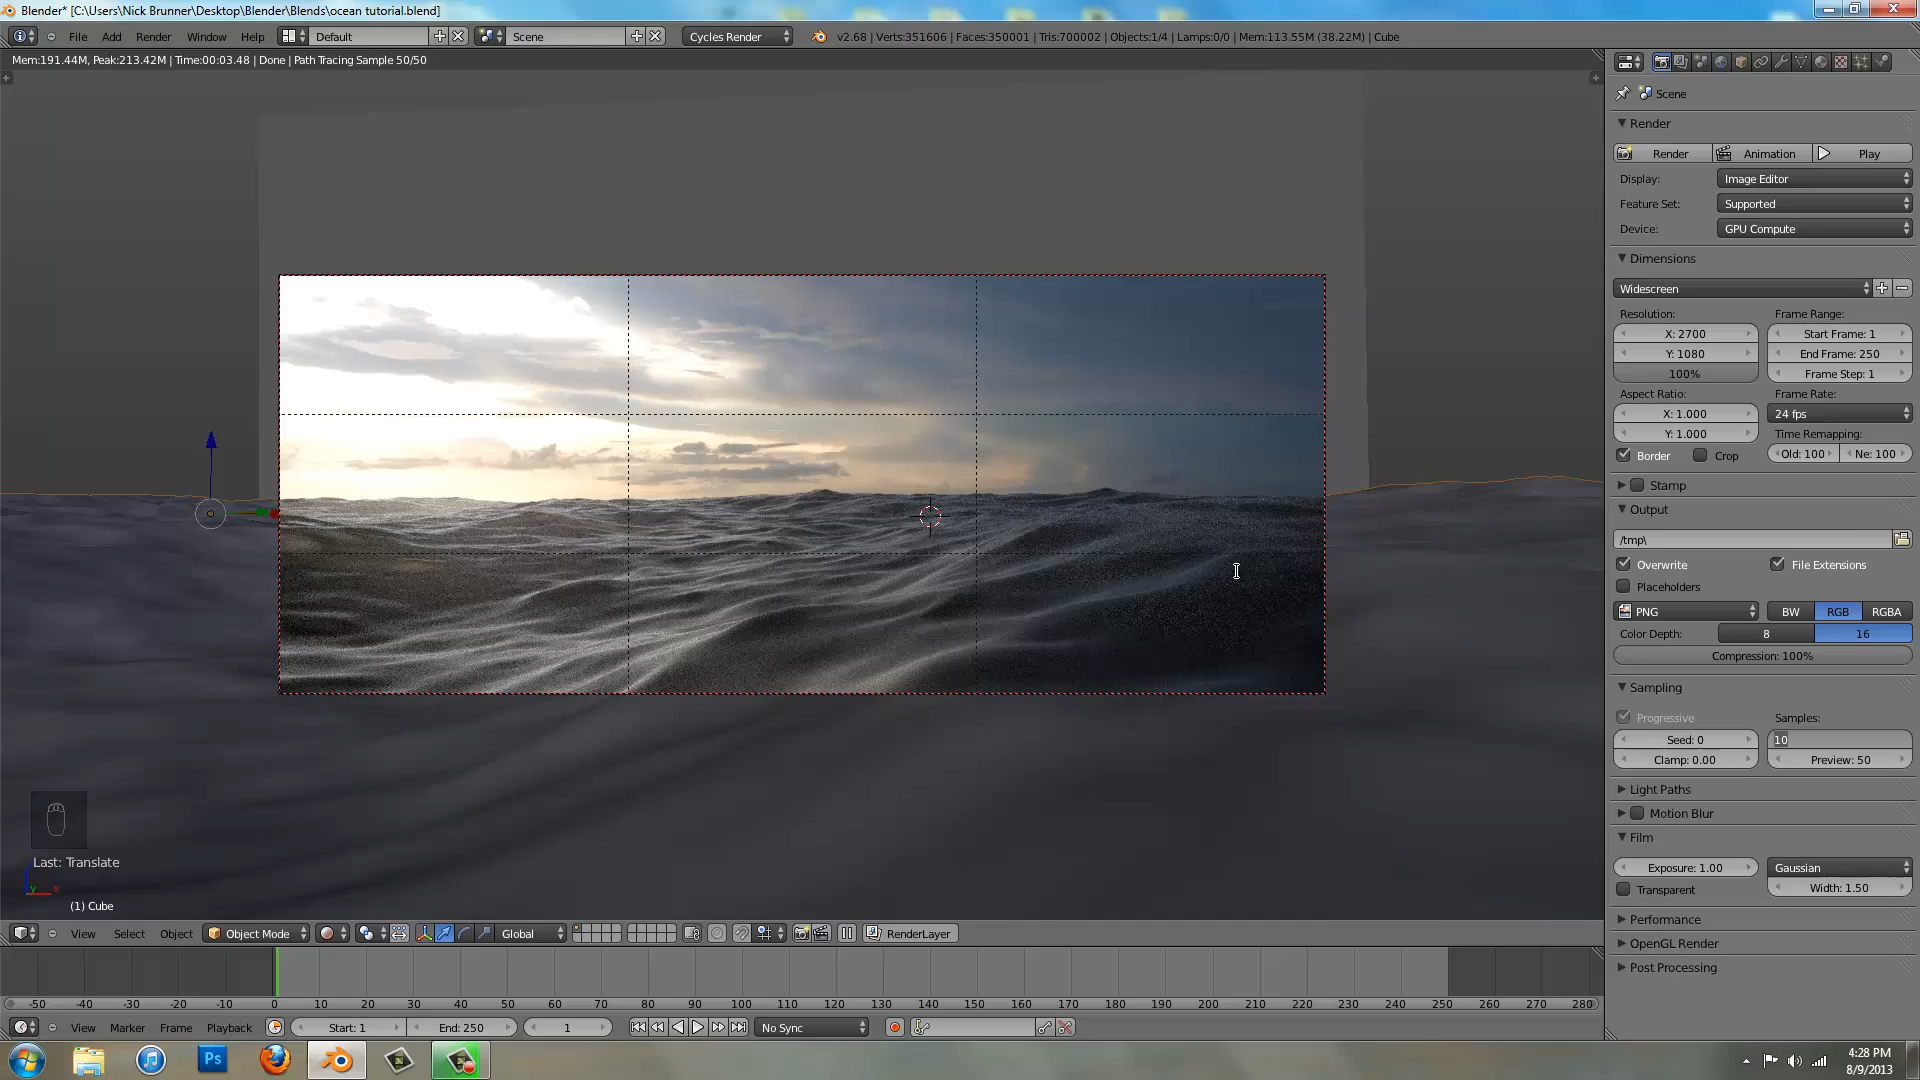 Blender* [C:\Users\Nick Brunner\Desktop\Blender\Blends\ocean tutorial.blend]
File Add Render Window Help Default Scene Cycles Render v2.68 | Verts:351606 | Faces:350001 | Tris:700002 | Objects:1/4 | Lamps:0/0 | Mem:113.55M (38.22M) | Cube
Mem:191.44M, Peak:213.42M | Time:00:03.48 | Done | Path Tracing Sample 50/50
Scene
Render
Render Animation Play
Display: Image Editor
Feature Set: Supported
Device: GPU Compute
Dimensions
Widescreen
Resolution: Frame Range:
X: 2700 Start Frame: 1
Y: 1080 End Frame: 250
100% Frame Step: 1
Aspect Ratio: Frame Rate:
X: 1.000 24 fps
Y: 1.000 Time Remapping:
Border Crop Old: 100 Ne: 100
Stamp
Output
/tmp\
Overwrite File Extensions
Placeholders
PNG BW RGB RGBA
Color Depth: 8 16
Compression: 100%
Sampling
Progressive Samples:
Seed: 0 10
Clamp: 0.00 Preview: 50
Light Paths
Motion Blur
Film
Exposure: 1.00 Gaussian
Transparent Width: 1.50
Performance
OpenGL Render
Post Processing
Last: Translate
y x
(1) Cube
View Select Object Object Mode Global RenderLayer
-50 -40 -30 -20 -10 0 10 20 30 40 50 60 70 80 90 100 110 120 130 140 150 160 170 180 190 200 210 220 230 240 250 260 270 280
View Marker Frame Playback Start: 1 End: 250 1 No Sync
Ps
4:28 PM
8/9/2013